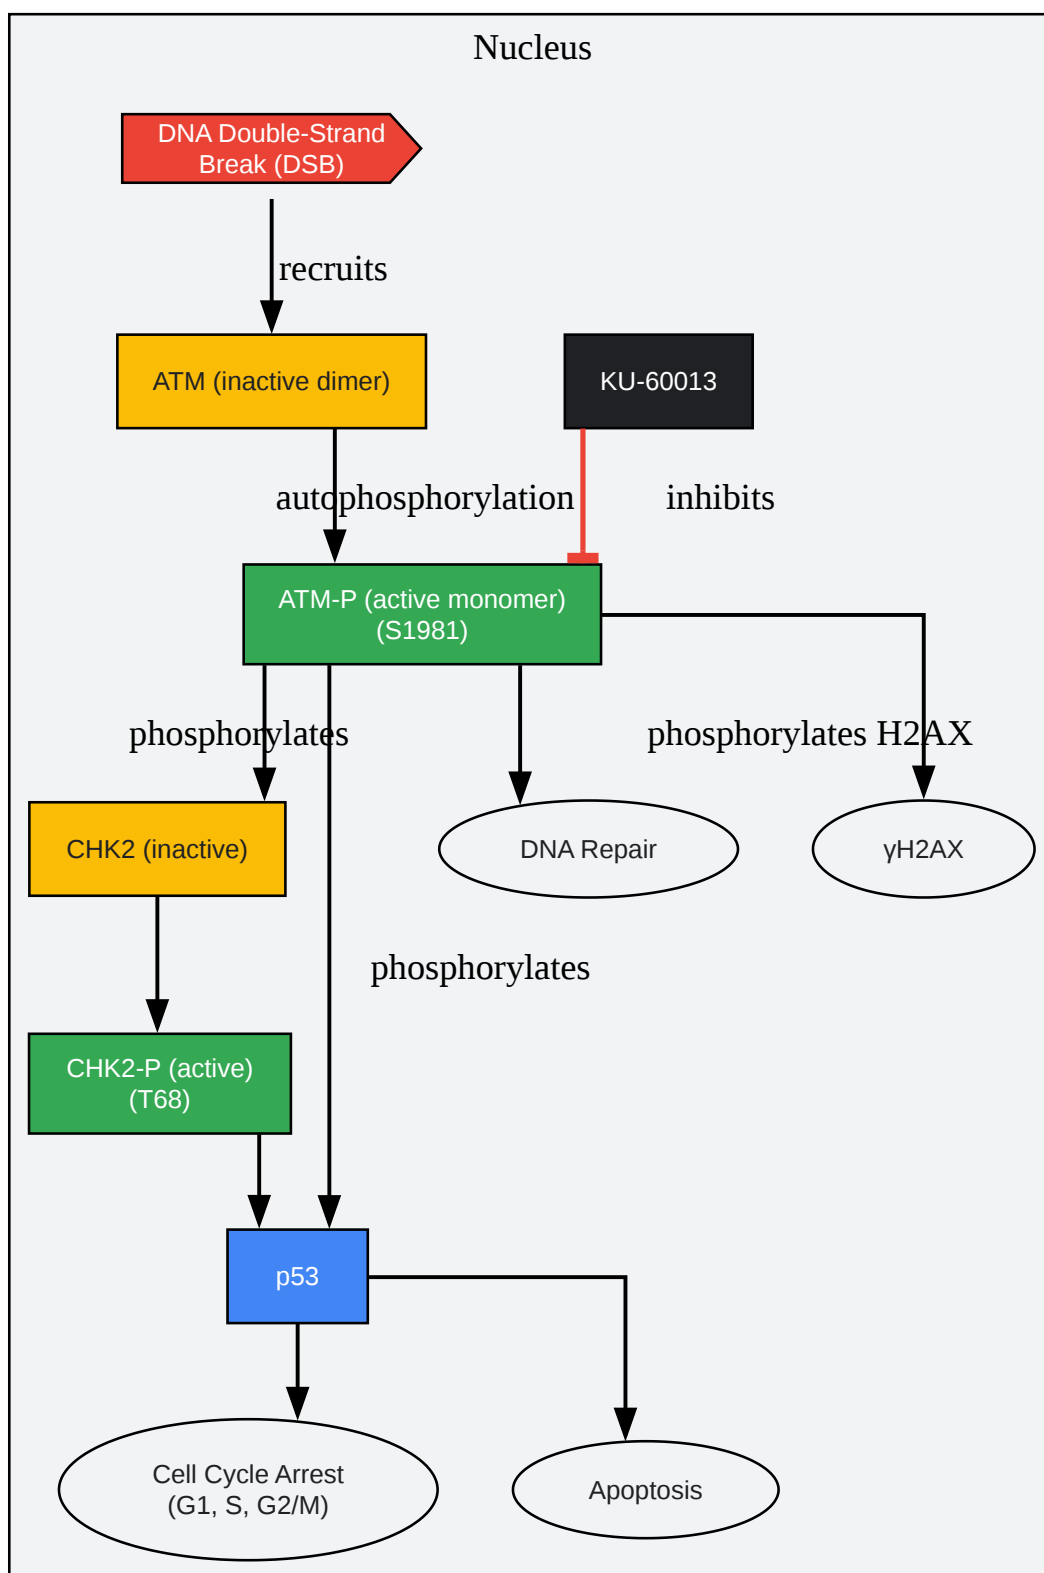 Nucleus
DNA Double-Strand
Break (DSB)
recruits
ATM (inactive dimer)
KU-60013
autophosphorylation
inhibits
ATM-P (active monomer)
(S1981)
phosphorylates
phosphorylates H2AX
CHK2 (inactive)
DNA Repair
γH2AX
phosphorylates
CHK2-P (active)
(T68)
p53
Cell Cycle Arrest
(G1, S, G2/M)
Apoptosis